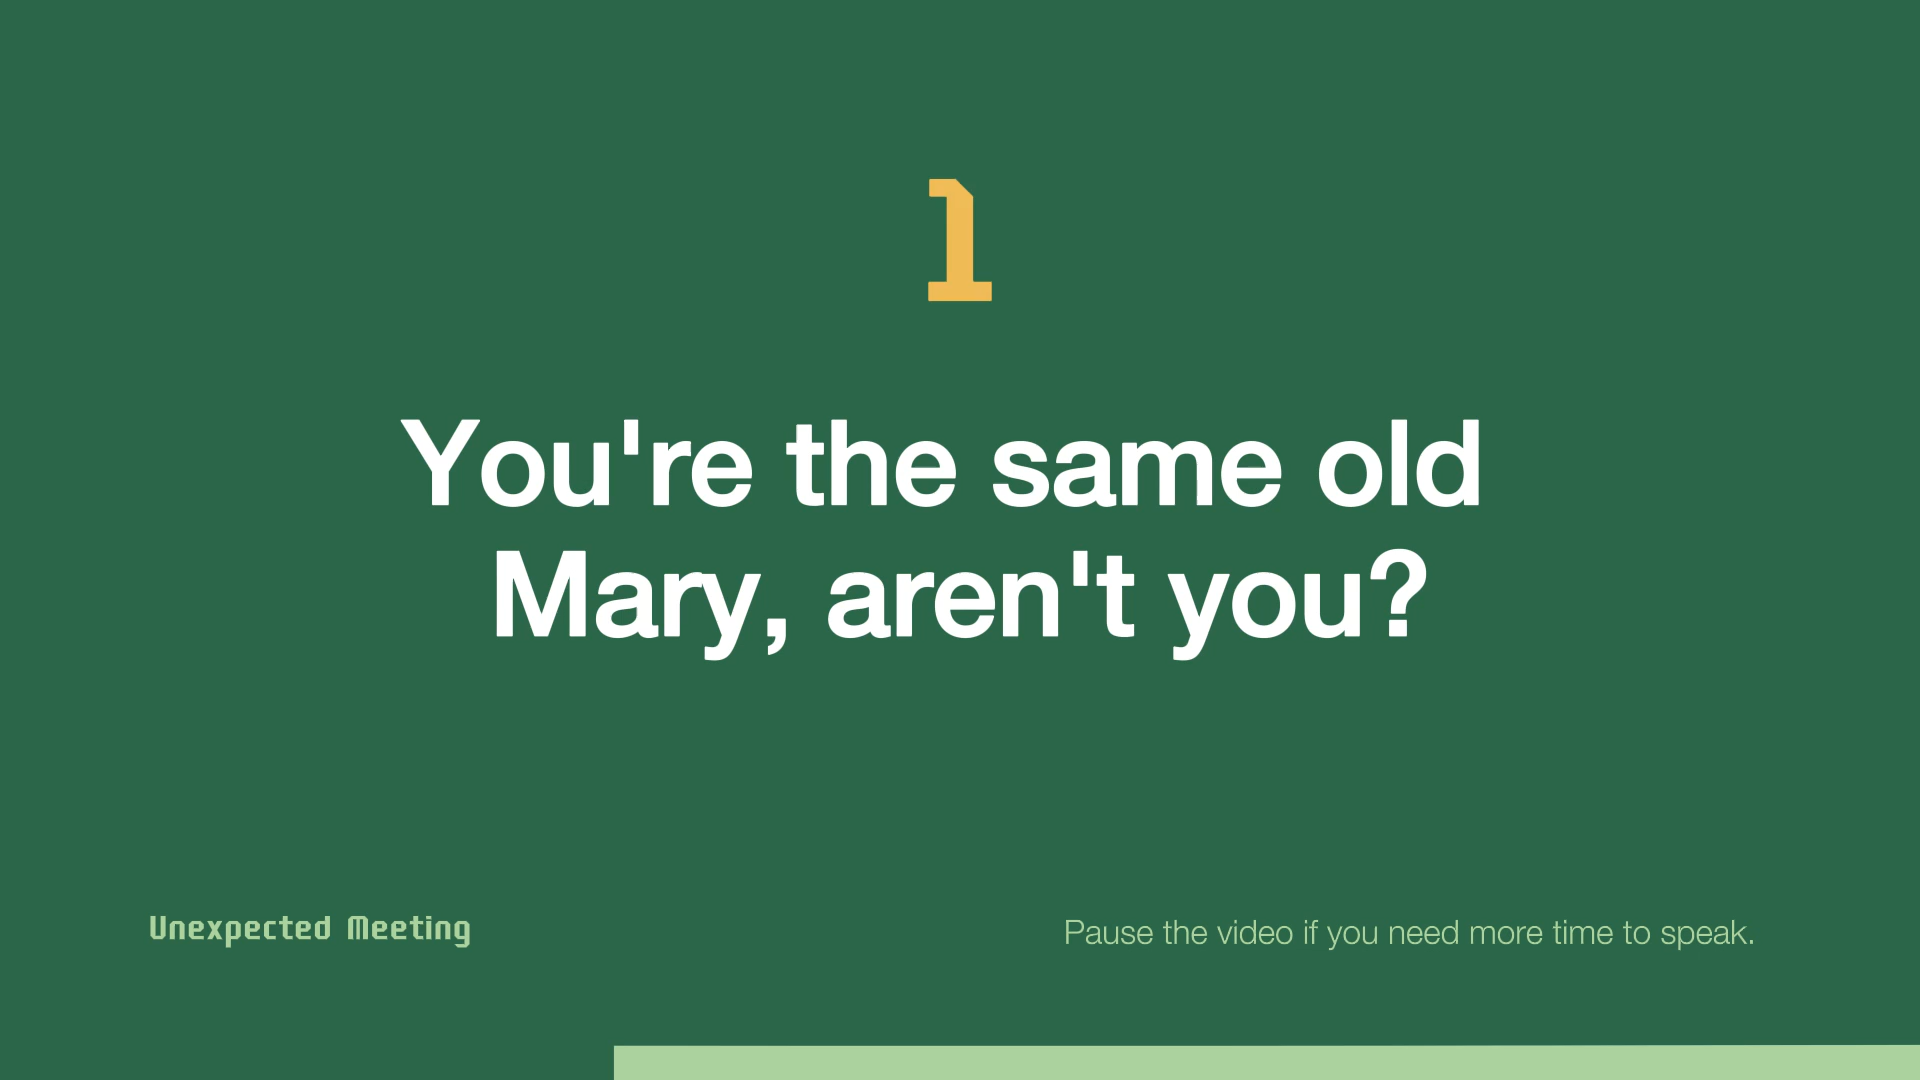 1
You're the same old
Mary, aren't you?
Unexpected Meeting
Pause the video if you need more time to speak.